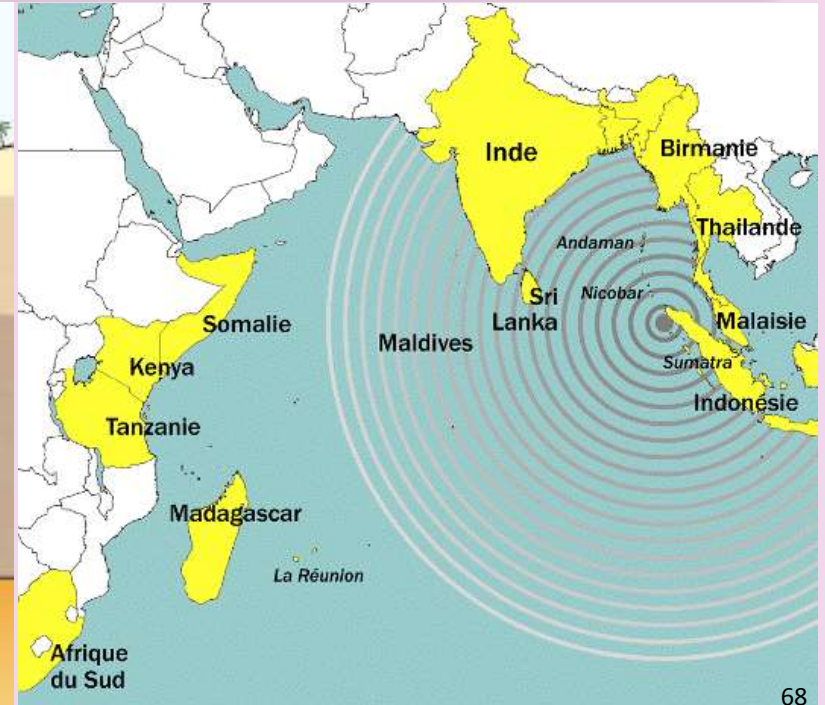 Inde
Birmanie
Thailande
Andaman
Nicobar
Sri
Lanka
Somalie
Maldives
Malaisie
Kenya
Sumatra
Indonésie
Tanzanie
Madagascar
La Réunion
Afrique
du Sud
68